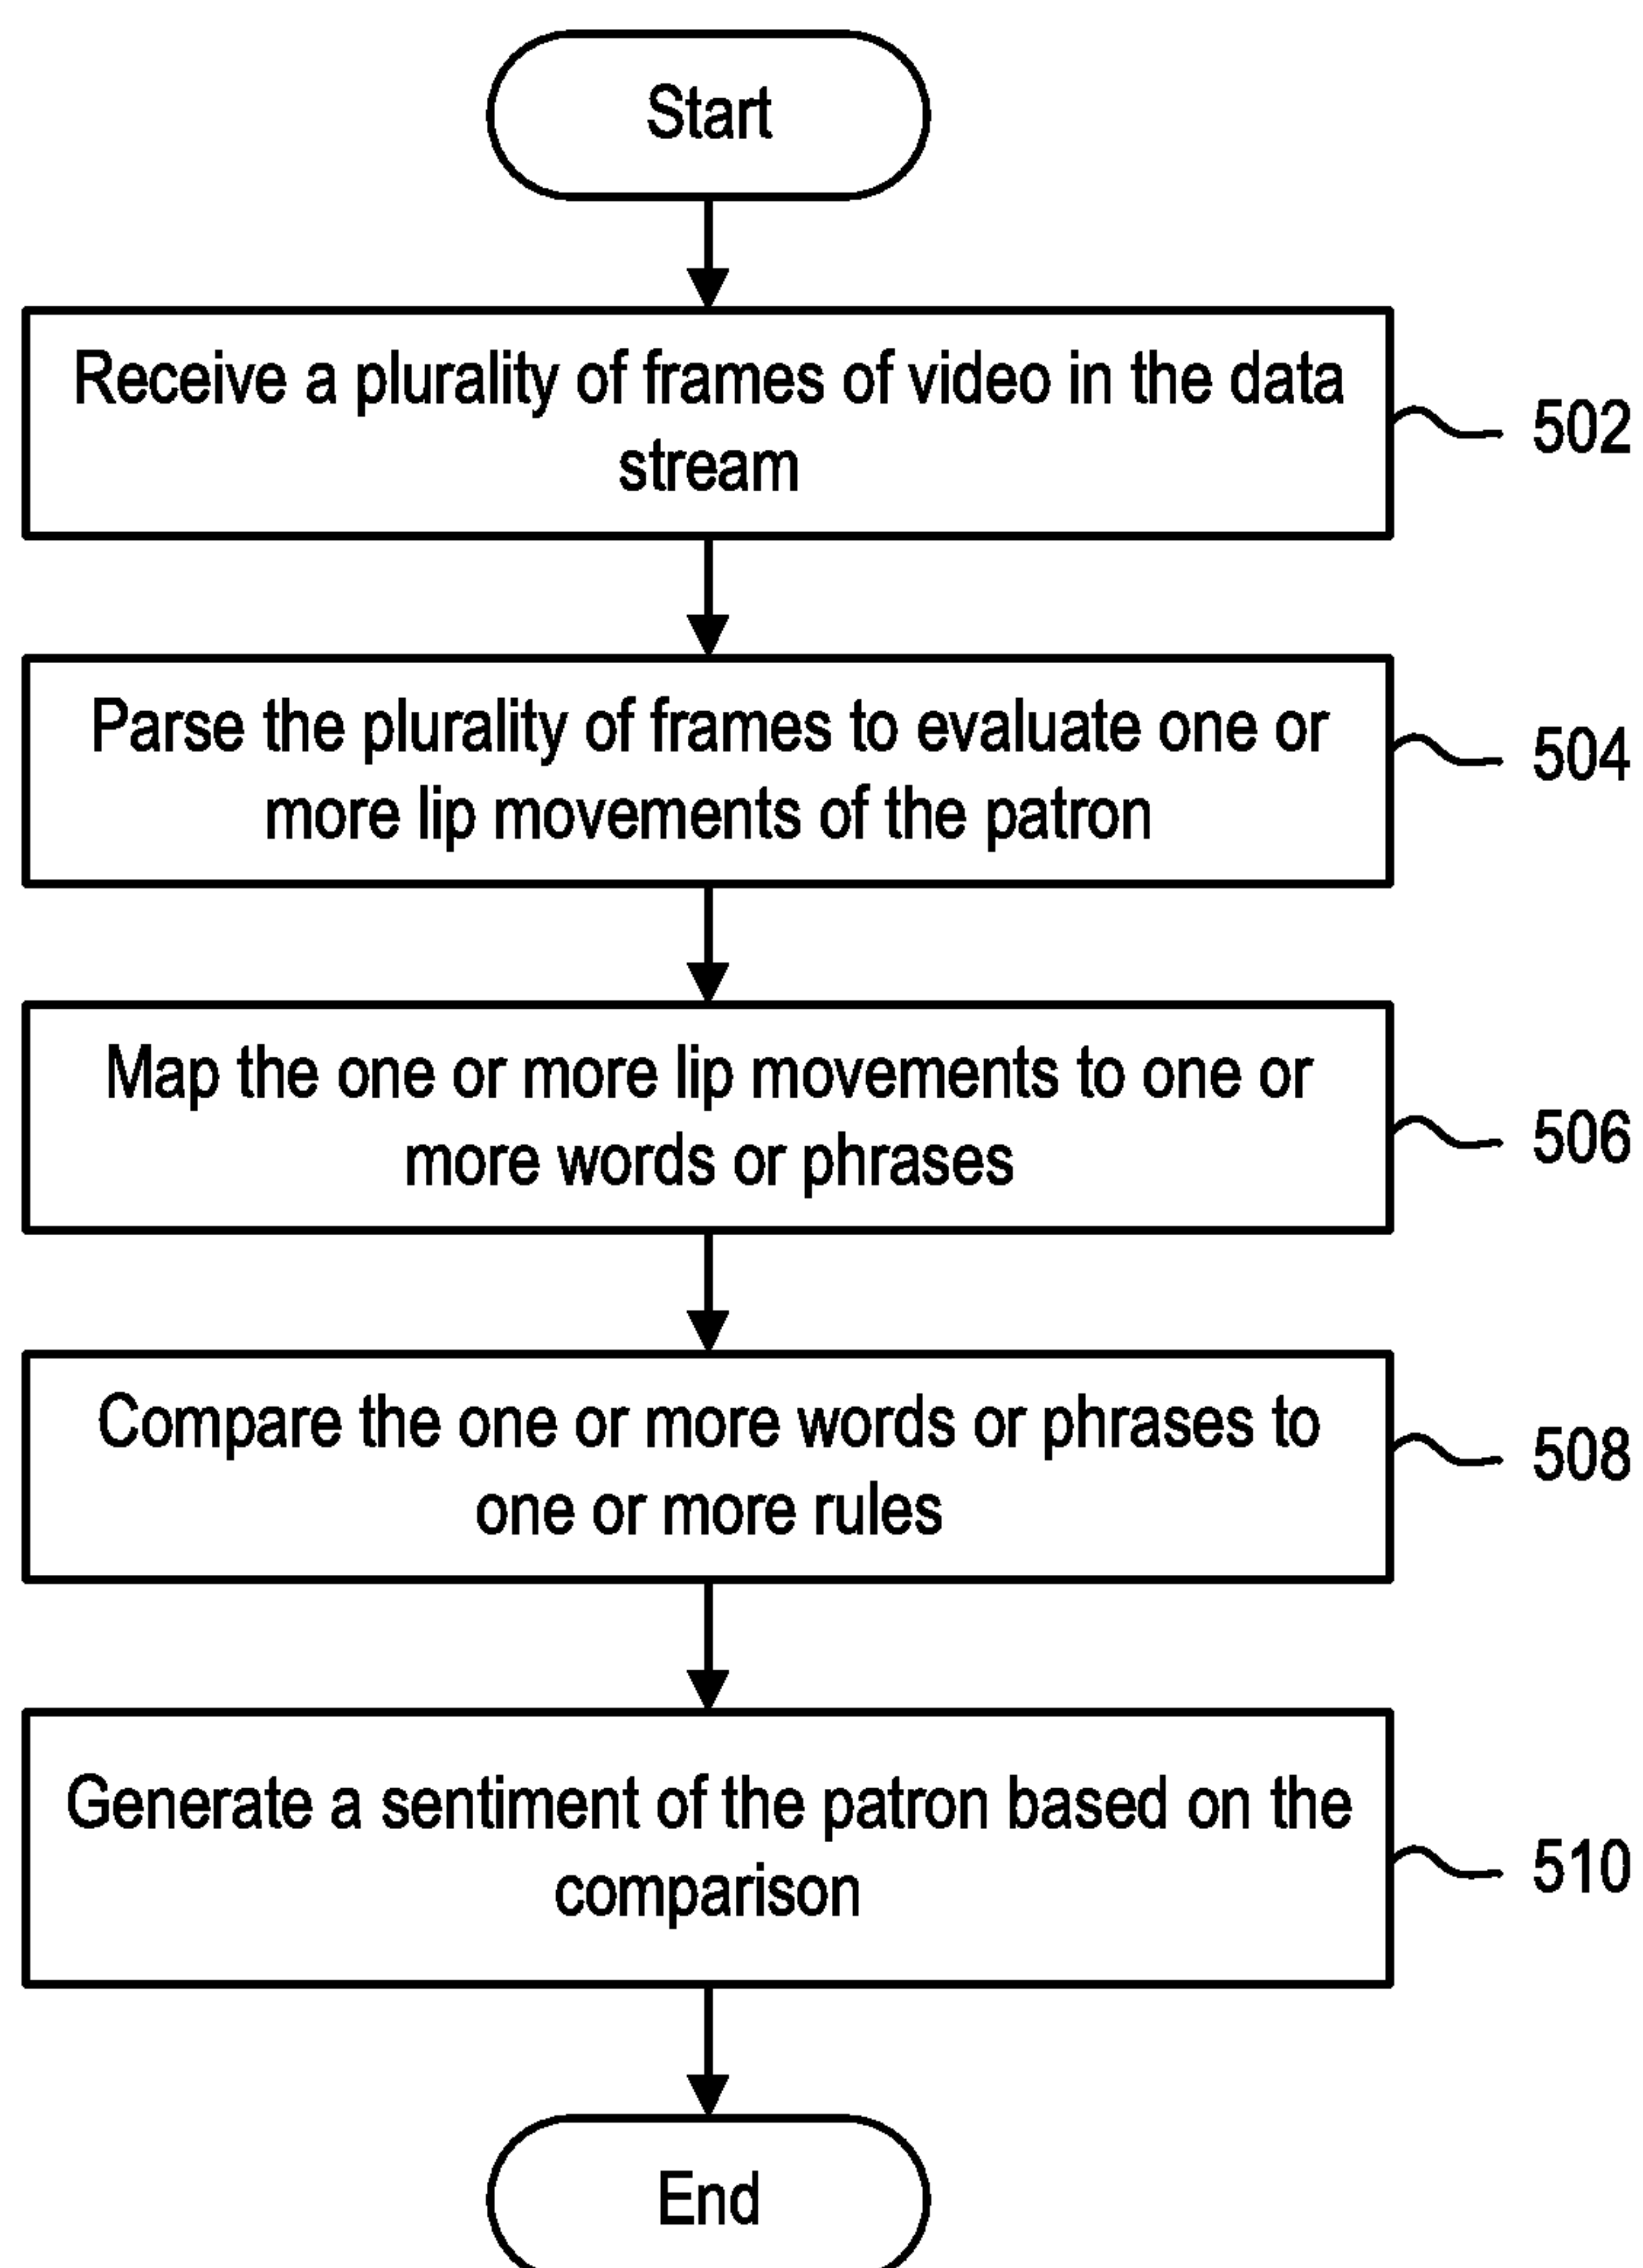 Start
Receive a plurality of frames of video in the data
stream
502
Parse the plurality of frames to evaluate one or
more lip movements of the patron
504
Map the one or more lip movements to one or
more words or phrases
506
Compare the one or more words or phrases to
one or more rules
508
Generate a sentiment of the patron based on the
comparison
510
End